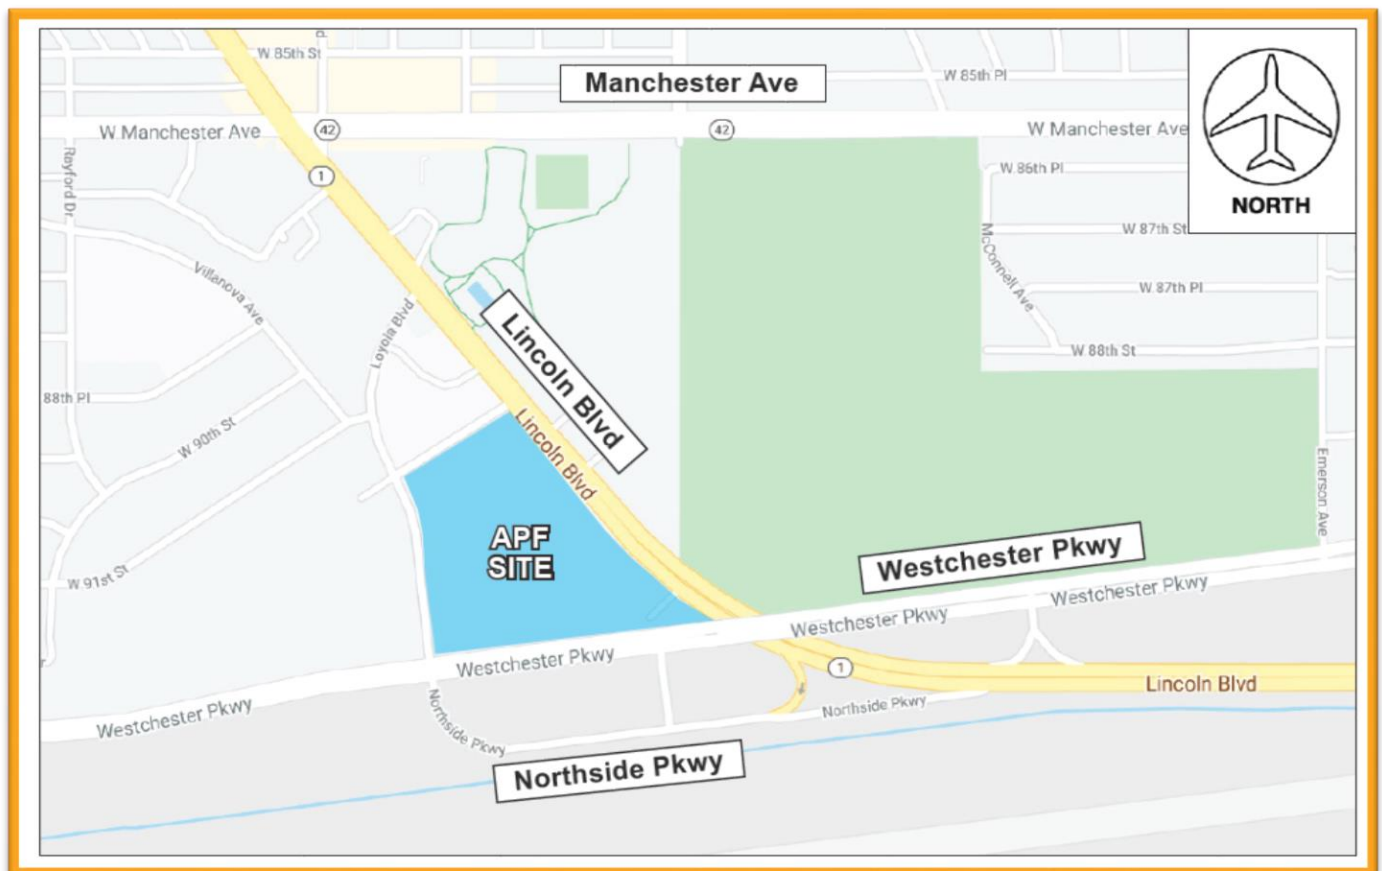 W 85th St
Manchester Ave
W 85th Pl
W Manchester Ave
42
42
W Manchester Ave
1
Rayford Dr
W 86th Pl
NORTH
W 87th St
McConnell Ave
Villanova Ave
W 87th Pl
Loyola Blvd
Lincoln Blvd
W 88th St
88th Pl
W 90th St
Lincoln Blvd
Emerson Ave
APF
SITE
Westchester Pkwy
W 91st St
Westchester Pkwy
Westchester Pkwy
Westchester Pkwy
1
Lincoln Blvd
Westchester Pkwy
Northside Pkwy
Northside Pkwy
Northside Pkwy